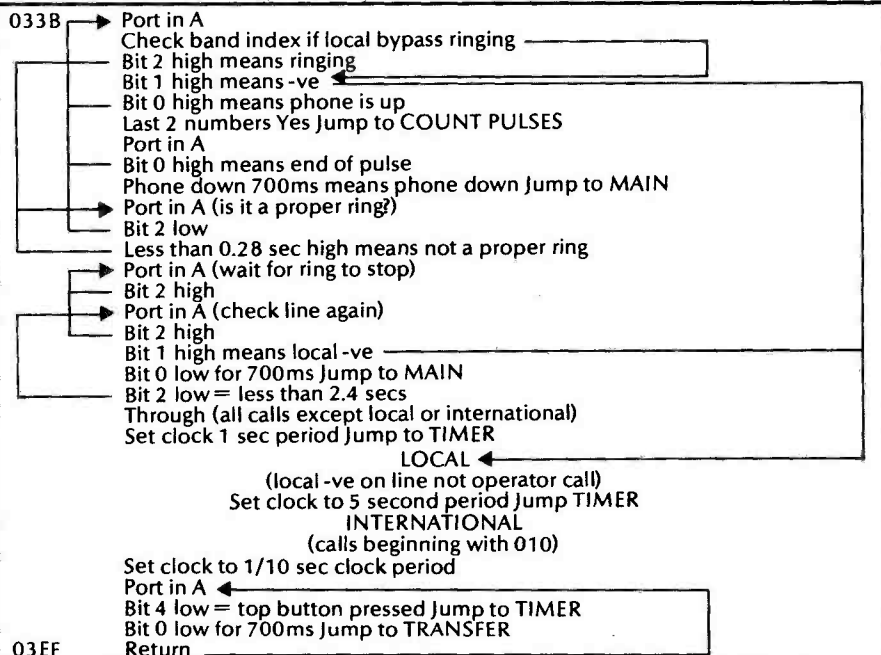 033B Port in A
Check band index if local bypass ringing
Bit 2 high means ringing
Bit 1 high means -ve
Bit 0 high means phone is up
Last 2 numbers Yes Jump to COUNT PULSES
Port in A
Bit 0 high means end of pulse
Phone down 700ms means phone down Jump to MAIN
Port in A (is it a proper ring?)
Bit 2 low
Less than 0.28 sec high means not a proper ring
Port in A (wait for ring to stop)
Bit 2 high
Port in A (check line again)
Bit 2 high
Bit 1 high means local -ve
Bit 0 low for 700ms Jump to MAIN
Bit 2 low = less than 2.4 secs
Through (all calls except local or international)
Set clock 1 sec period Jump to TIMER
LOCAL
(local -ve on line not operator call)
Set clock to 5 second period Jump TIMER
INTERNATIONAL
(calls beginning with 010)
Set clock to 1/10 sec clock period
Port in A
Bit 4 low = top button pressed Jump to TIMER
Bit 0 low for 700ms Jump to TRANSFER
03FF Return